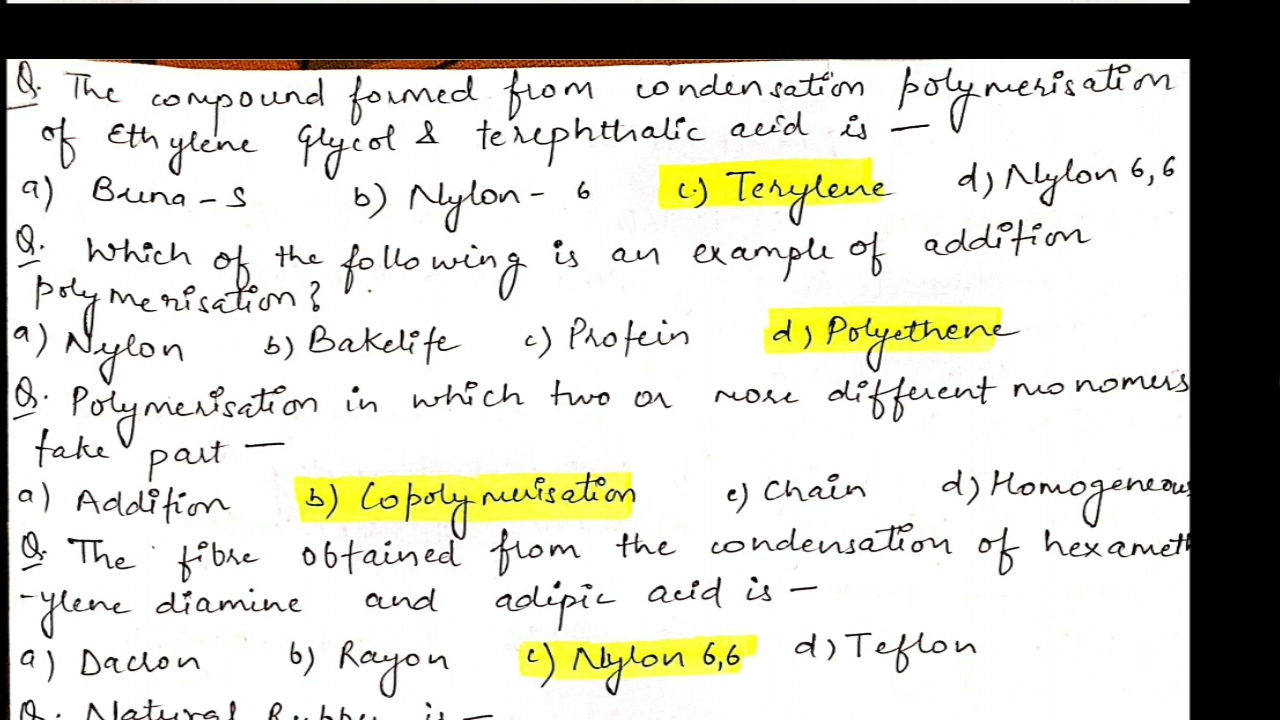 Q. The compound formed from condensation polymerisation
of Ethylene Glycol & terephthalic acid is —
a) Buna - S b) Nylon - 6 c) Terylene d) Nylon 6,6
Q. Which of the following is an example of addition
polymerisation?
a) Nylon b) Bakelite c) Protein d) Polyethene
Q. Polymerisation in which two or more different monomers
take part —
a) Addition b) Copolymerisation c) Chain d) Homogeneous
Q. The fibre obtained from the condensation of hexameth
-ylene diamine and adipic acid is —
a) Dacron b) Rayon c) Nylon 6,6 d) Teflon
Q. Natural Rubber is —